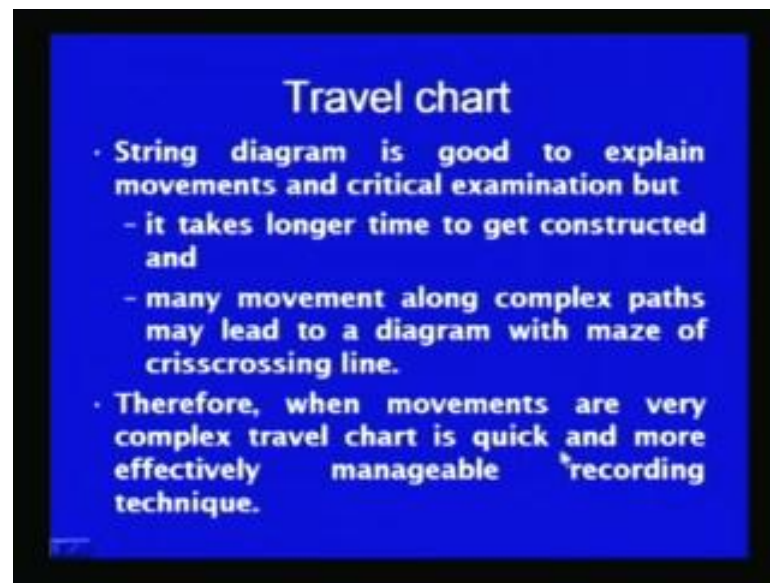 Travel chart
· String diagram is good to explain
movements and critical examination but
– it takes longer time to get constructed
and
– many movement along complex paths
may lead to a diagram with maze of
crisscrossing line.
· Therefore, when movements are very
complex travel chart is quick and more
effectively manageable recording
technique.